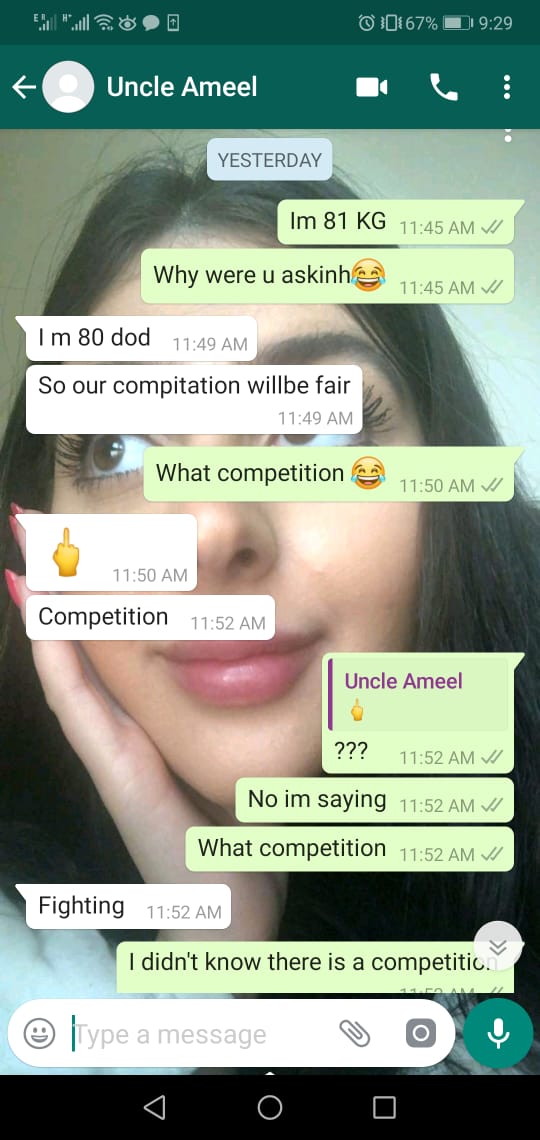 67% 9:29
Uncle Ameel
YESTERDAY
Im 81 KG 11:45 AM
Why were u askinh😂 11:45 AM
I m 80 dod 11:49 AM
So our compitation willbe fair
11:49 AM
What competition 😂 11:50 AM
🖕 11:50 AM
Competition 11:52 AM
Uncle Ameel
🖕
??? 11:52 AM
No im saying 11:52 AM
What competition 11:52 AM
Fighting 11:52 AM
I didn't know there is a competition
Type a message